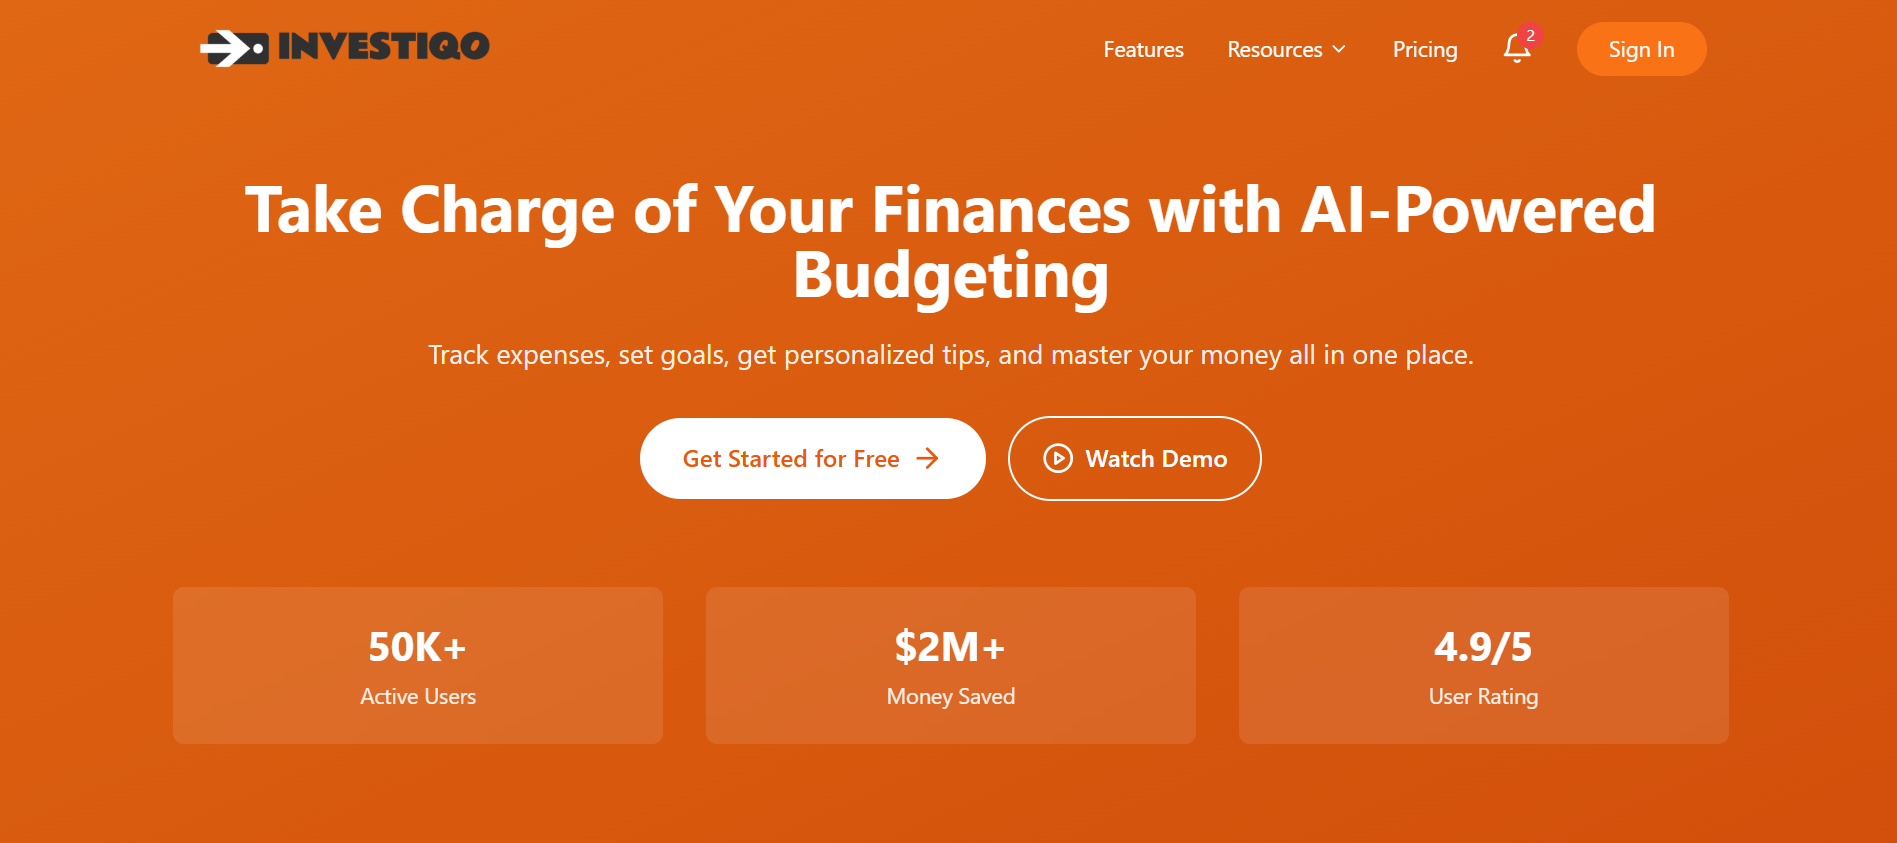 INVESTIQO
Features
Resources
Pricing
2
Sign In
Take Charge of Your Finances with AI-Powered
Budgeting
Track expenses, set goals, get personalized tips, and master your money all in one place.
Get Started for Free
Watch Demo
50K+
Active Users
$2M+
Money Saved
4.9/5
User Rating